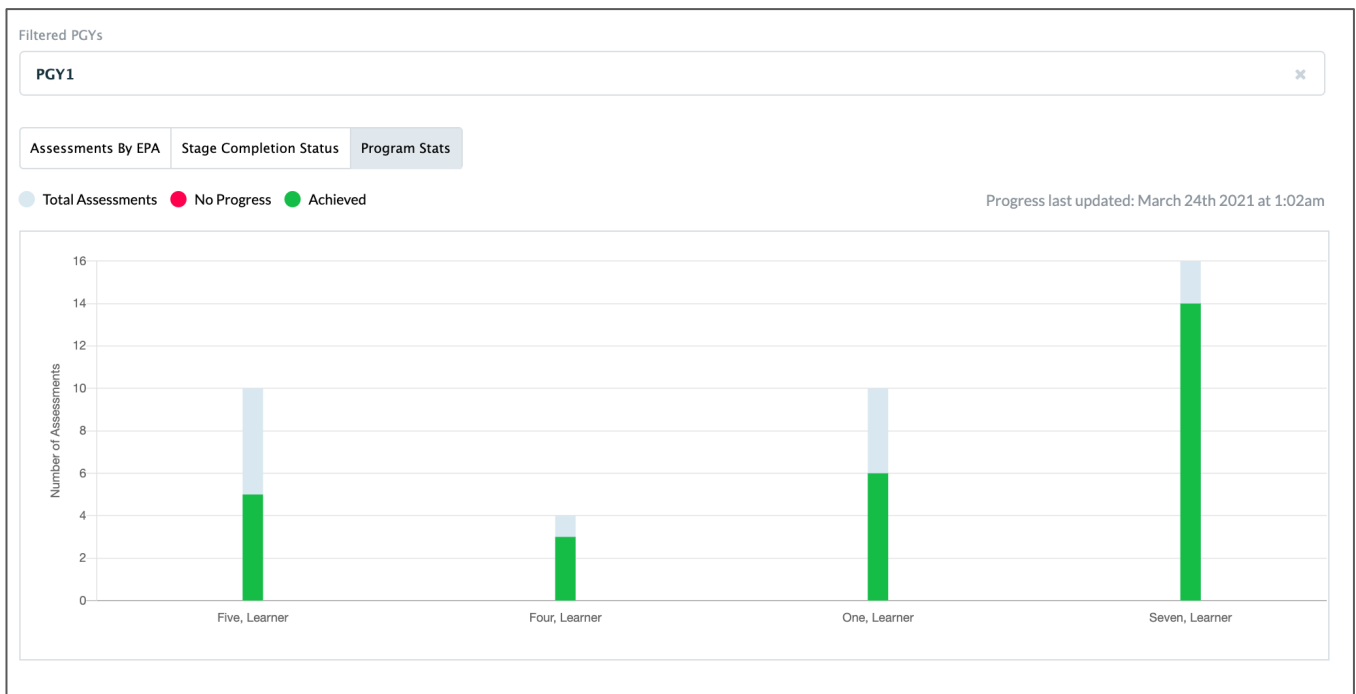 Filtered PGYs
PGY1 ×
Assessments By EPA Stage Completion Status Program Stats
Total Assessments No Progress Achieved Progress last updated: March 24th 2021 at 1:02am
Number of Assessments
16
14
12
10
8
6
4
2
0
Five, Learner Four, Learner One, Learner Seven, Learner